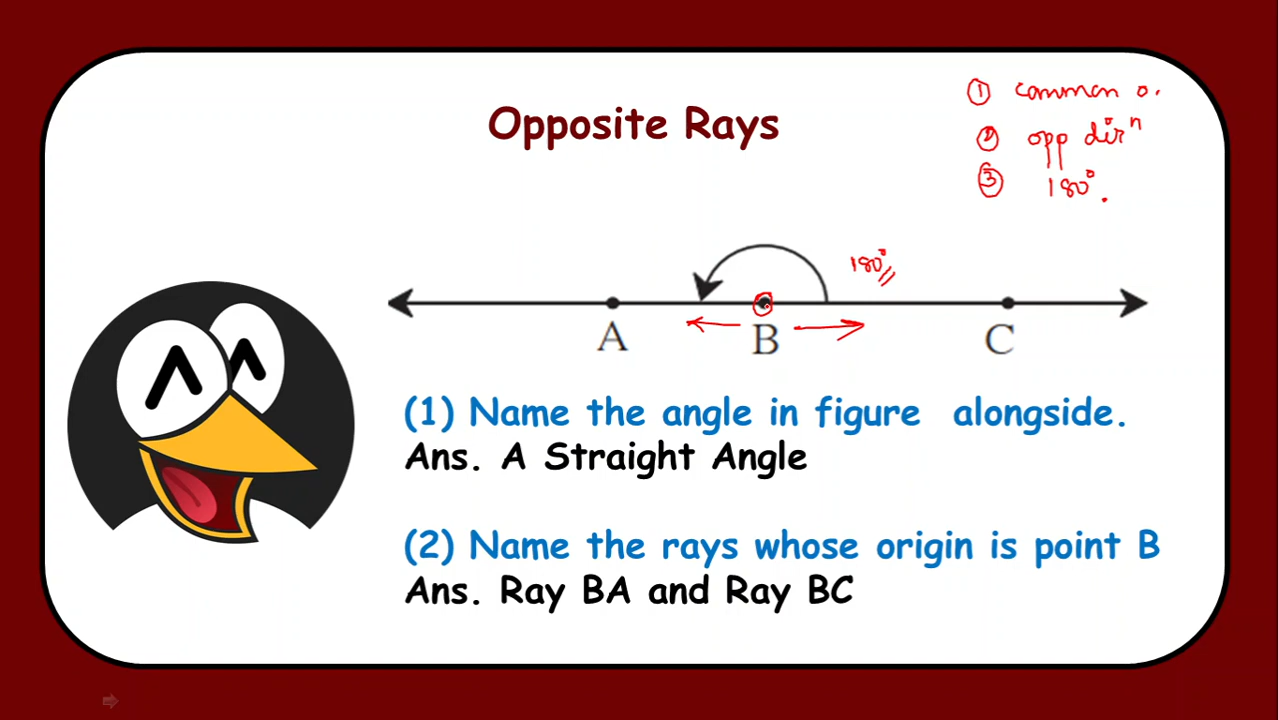 Opposite Rays
① common o.
② opp dirⁿ
③ 180°.
180°
A B C
(1) Name the angle in figure alongside.
Ans. A Straight Angle
(2) Name the rays whose origin is point B
Ans. Ray BA and Ray BC